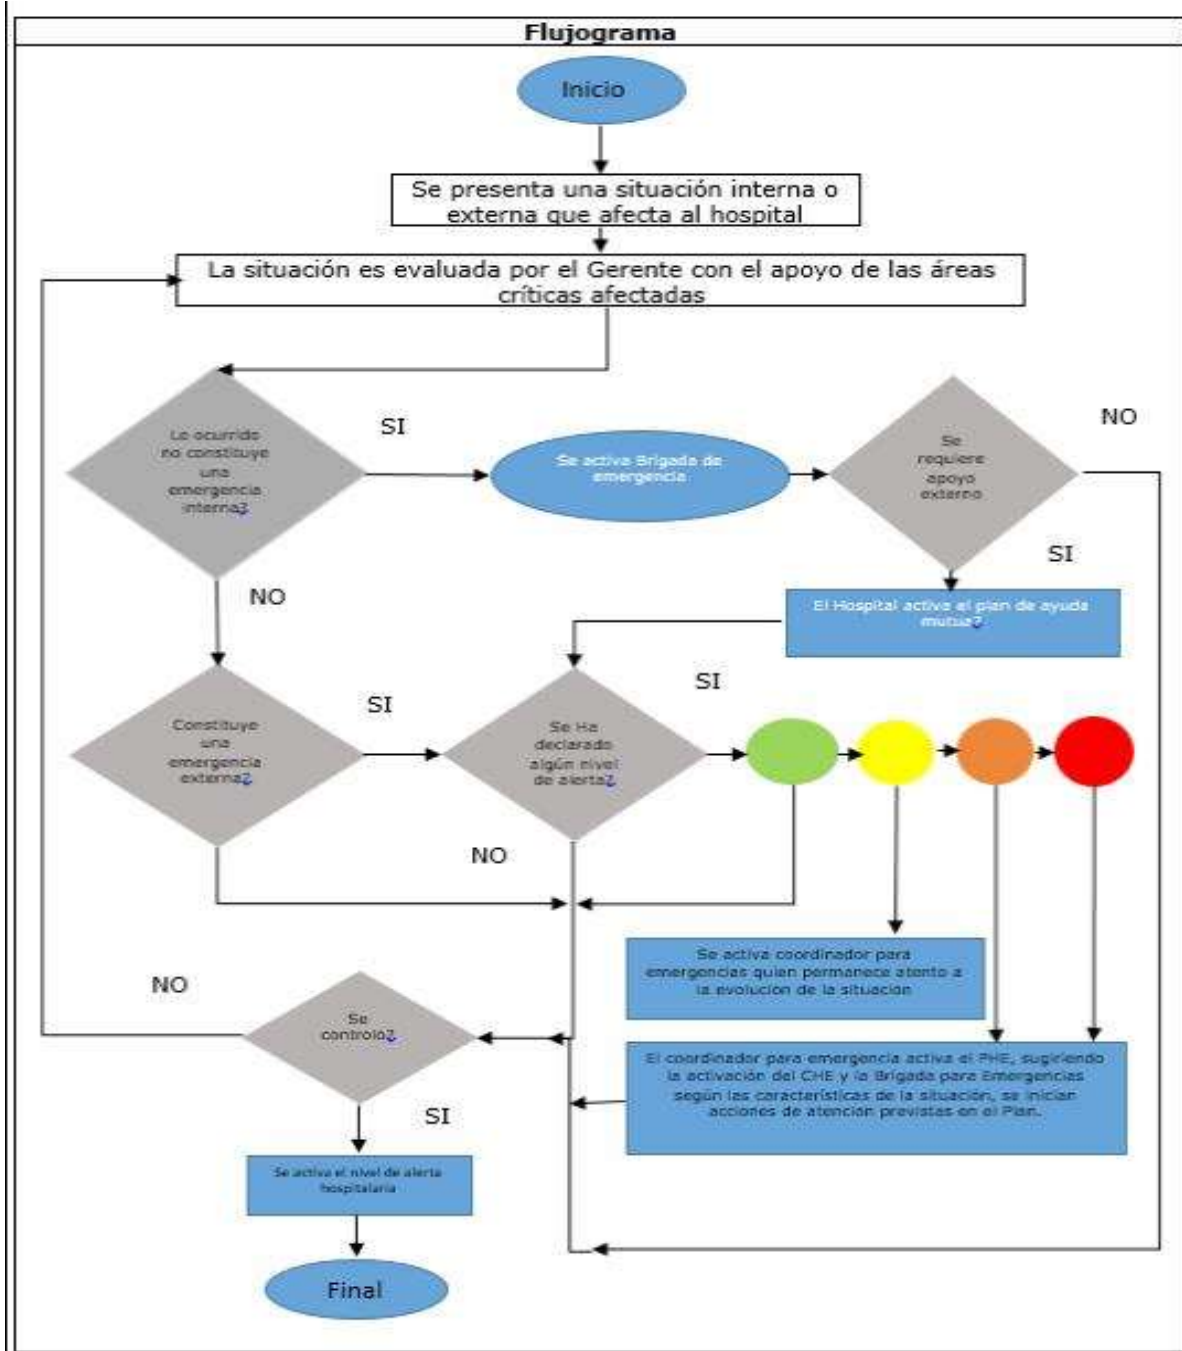 Flujograma
Inicio
Se presenta una situación interna o
externa que afecta al hospital
La situación es evaluada por el Gerente con el apoyo de las áreas
críticas afectadas
Lo ocurrido
no constituye
una
emergencia
interna?
SI
Se activa Brigada de
emergencia
Se
requiere
apoyo
externo
NO
SI
El Hospital activa el plan de ayuda
mutua?
NO
Constituye
una
emergencia
externa?
SI
Se Ha
declarado
algún nivel
de alerta?
SI
NO
Se activa coordinador para
emergencias quien permanece atento a
la evolución de la situación
NO
Se
controlo?
El coordinador para emergencia activa el PHE, sugiriendo
la activación del CHE y la Brigada para Emergencias
según las características de la situación, se inician
acciones de atención previstas en el Plan.
SI
Se activa el nivel de alerta
hospitalaria
Final